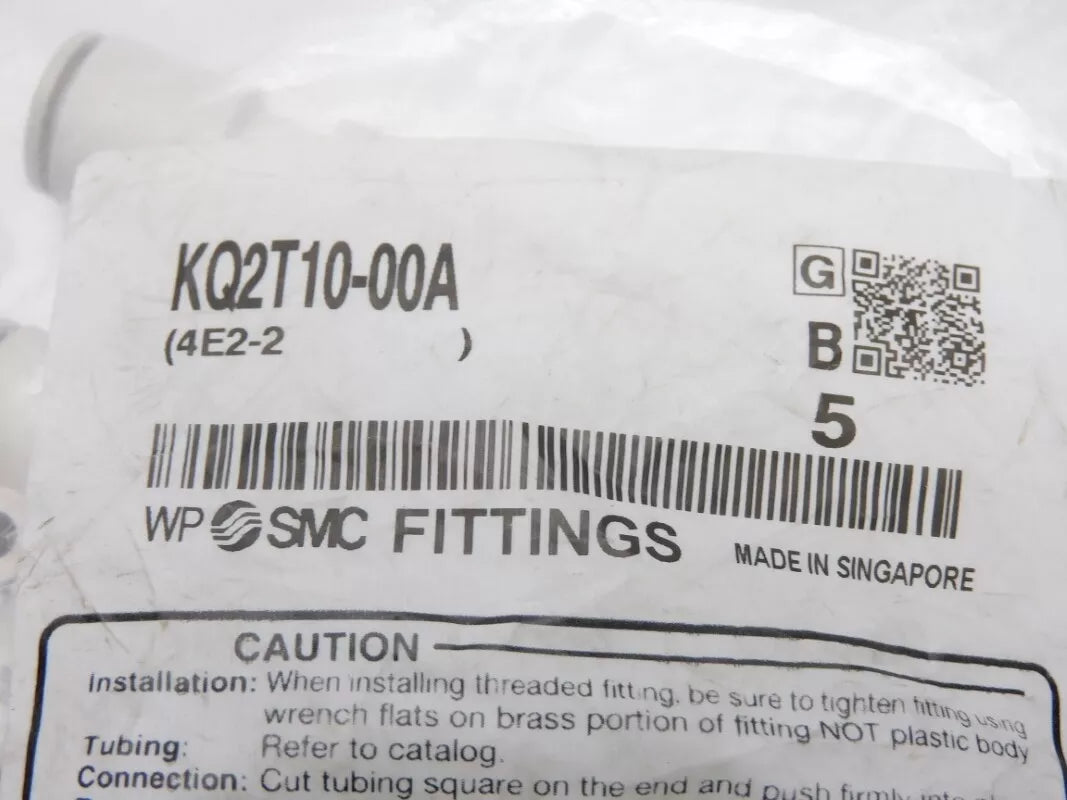 KQ2T10-00A
(4E2-2 )
G
B
5
WP SMC FITTINGS
MADE IN SINGAPORE
CAUTION
Installation: When installing threaded fitting, be sure to tighten fitting using
wrench flats on brass portion of fitting NOT plastic body
Tubing: Refer to catalog.
Connection: Cut tubing square on the end and push firmly into